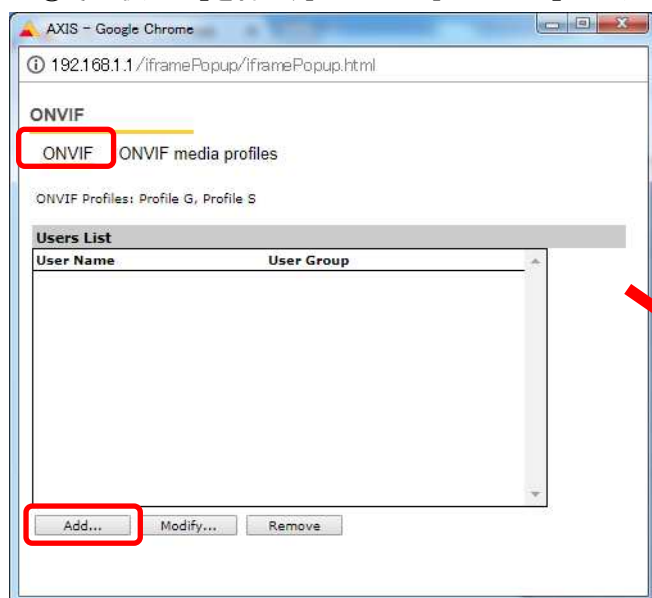 AXIS - Google Chrome
192.168.1.1/iframePopup/iframePopup.html
ONVIF
ONVIF ONVIF media profiles
ONVIF Profiles: Profile G, Profile S
Users List
User Name User Group
Add... Modify... Remove